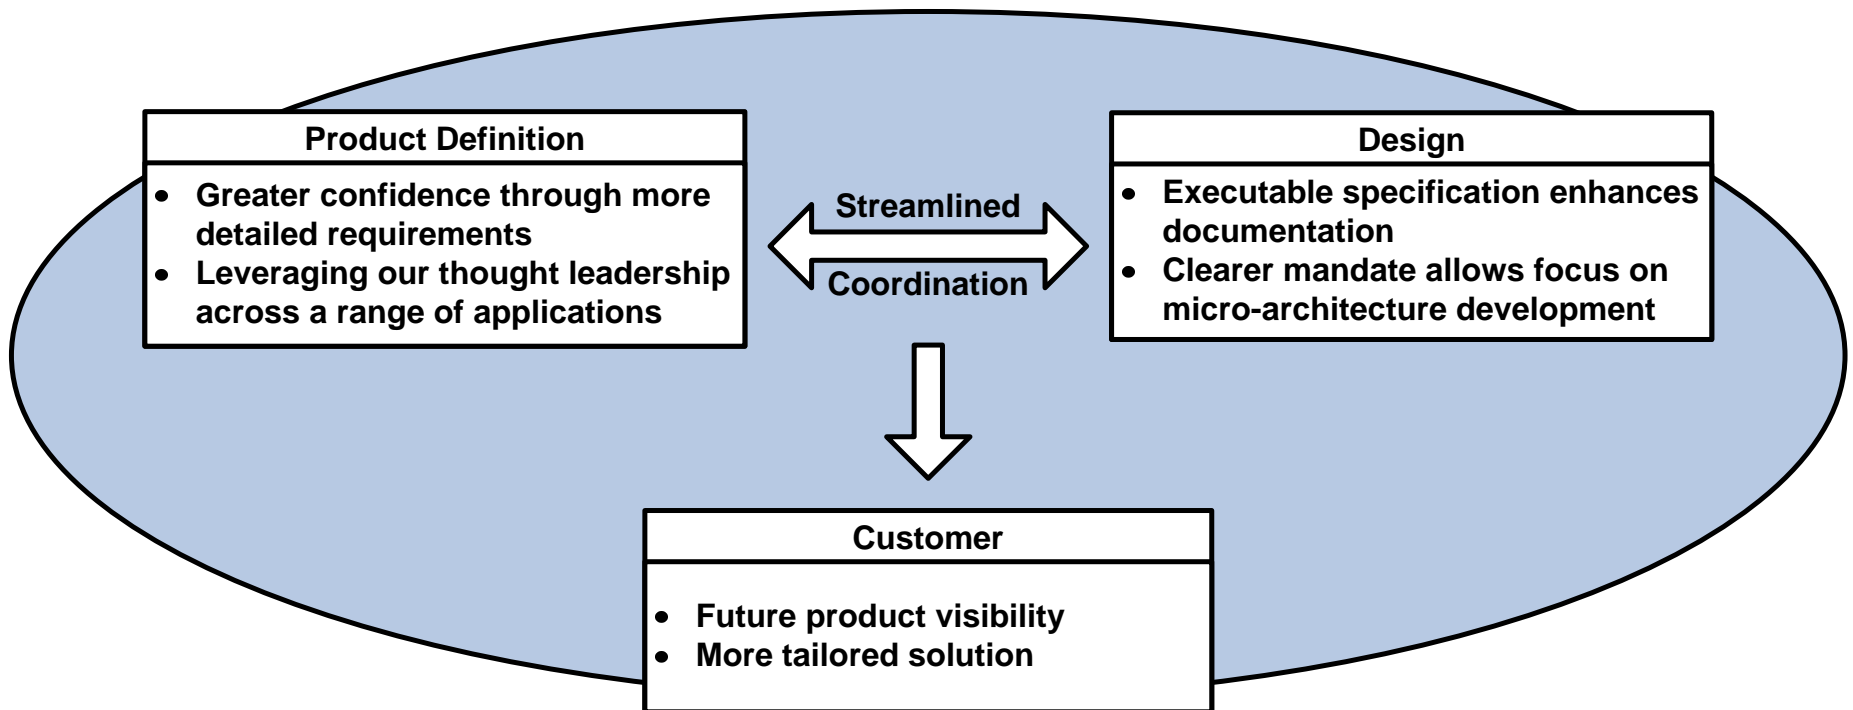 Product Definition
• Greater confidence through more
detailed requirements
• Leveraging our thought leadership
across a range of applications
Streamlined
Coordination
Design
• Executable specification enhances
documentation
• Clearer mandate allows focus on
micro-architecture development
Customer
• Future product visibility
• More tailored solution